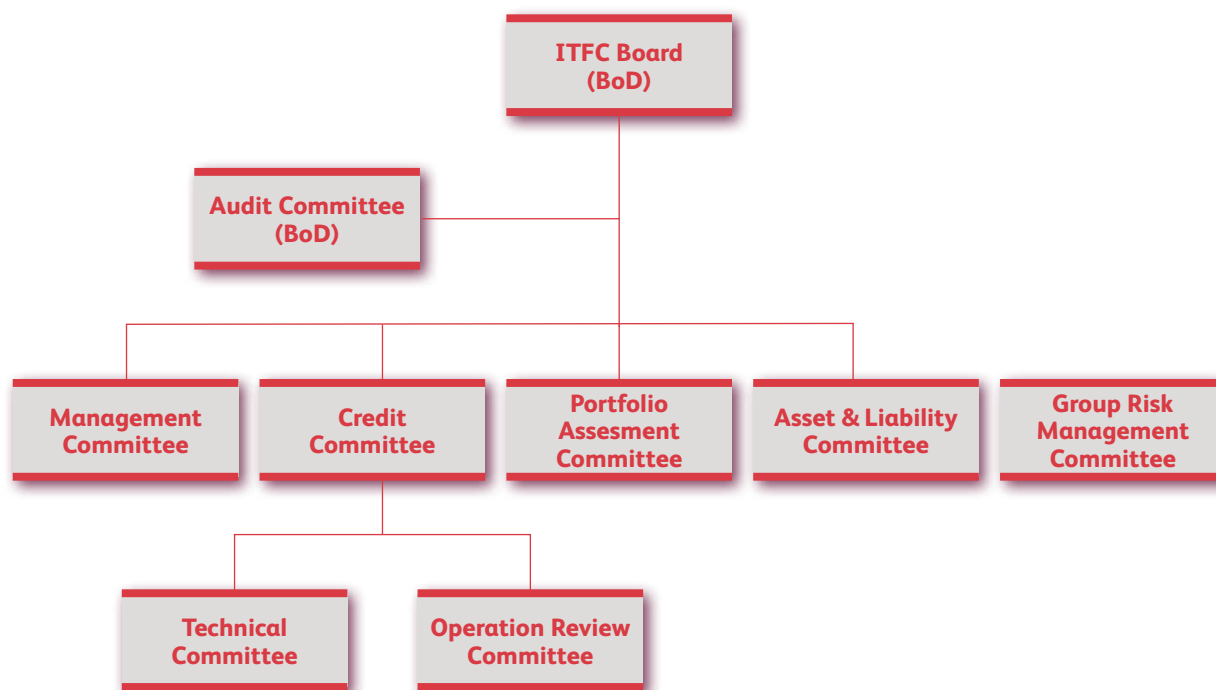 ITFC Board
(BoD)
Audit Committee
(BoD)
Management
Committee
Credit
Committee
Portfolio
Assesment
Committee
Asset & Liability
Committee
Group Risk
Management
Committee
Technical
Committee
Operation Review
Committee